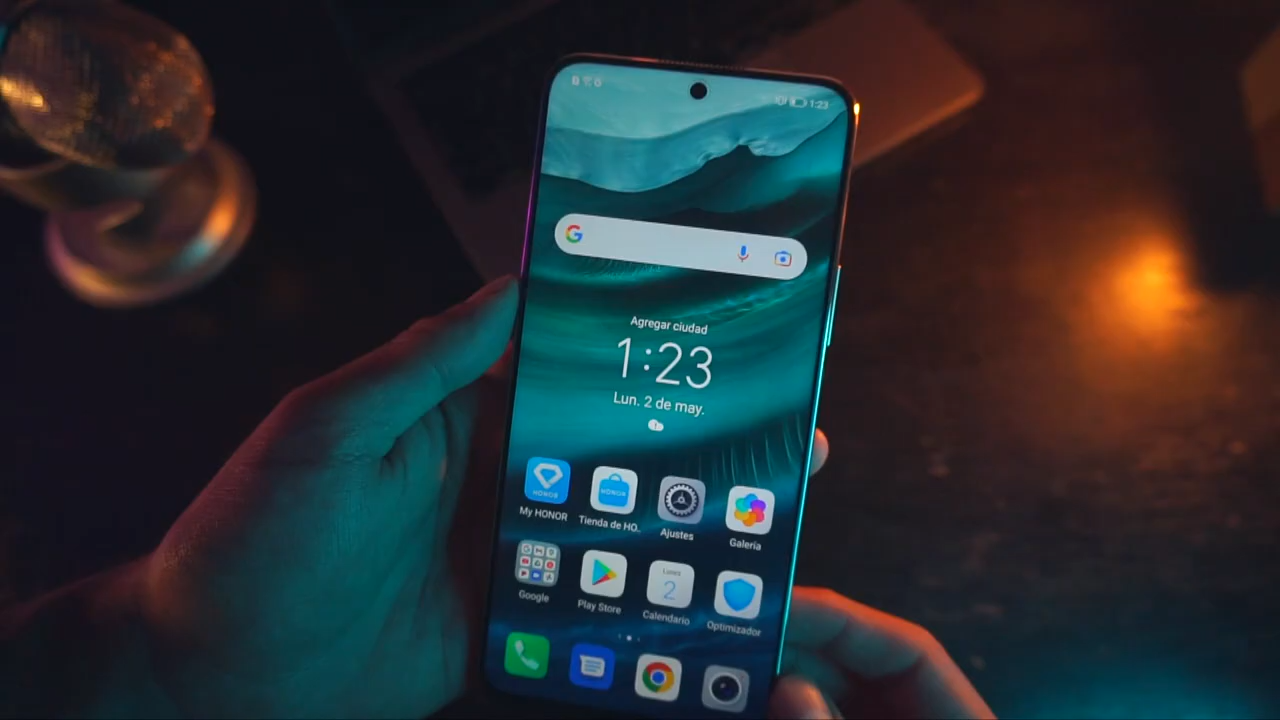 1:23
Agregar ciudad
1:23
Lun. 2 de may.
HONOR
HONOR
My HONOR
Tienda de HO..
Ajustes
Galería
Lunes
2
Google
Play Store
Calendario
Optimizador